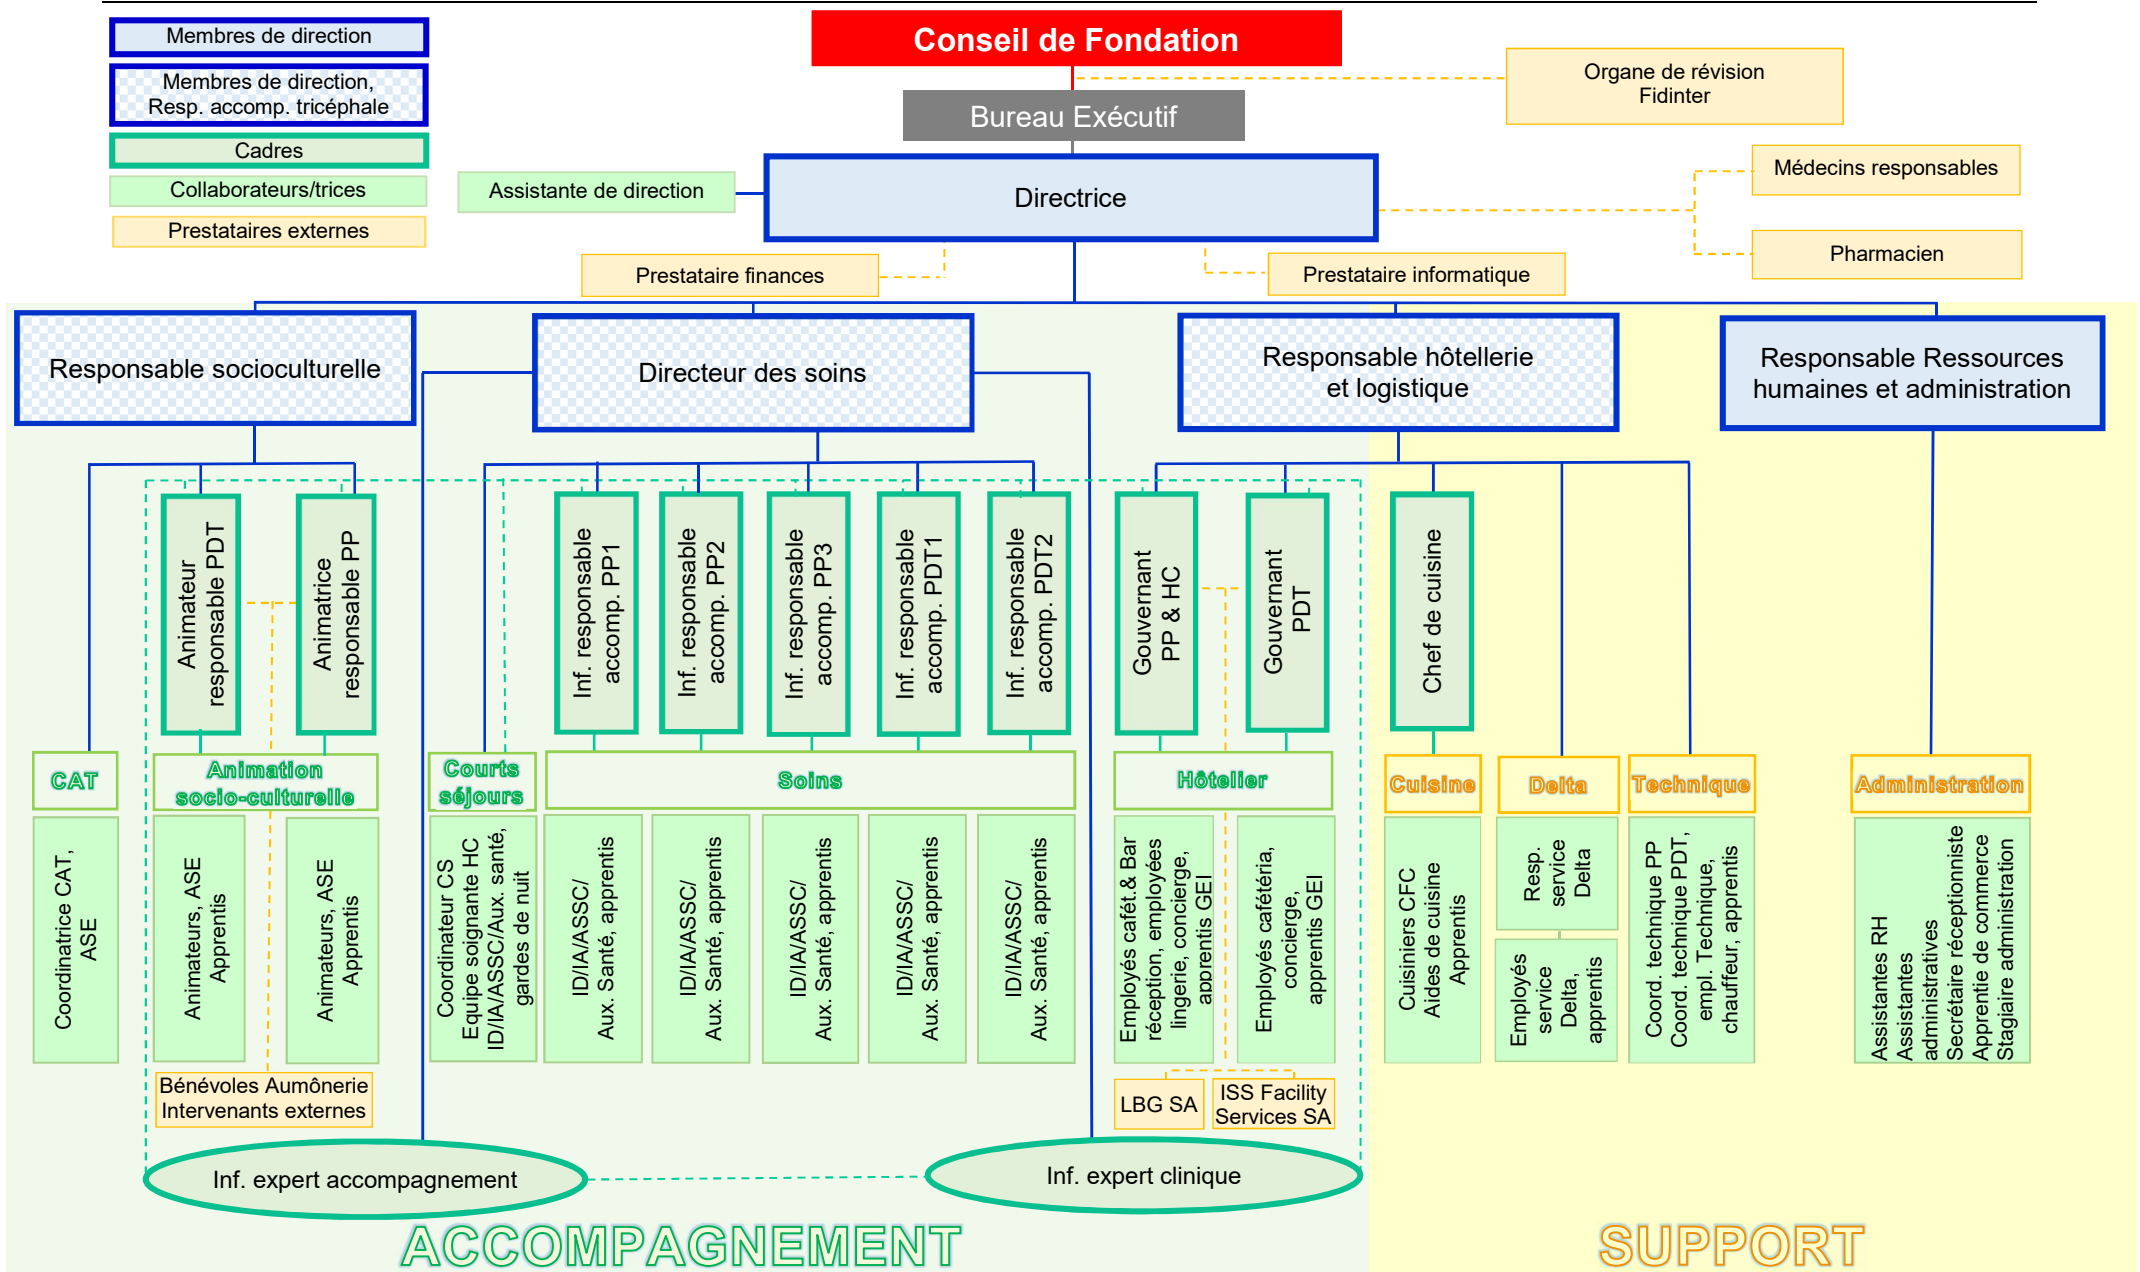 Membres de direction
Membres de direction,
Resp. accomp. tricéphale
Cadres
Collaborateurs/trices
Prestataires externes
Conseil de Fondation
Bureau Exécutif
Organe de révision
Fidinter
Assistante de direction
Directrice
Médecins responsables
Pharmacien
Prestataire finances
Prestataire informatique
Responsable socioculturelle
Directeur des soins
Responsable hôtellerie
et logistique
Responsable Ressources
humaines et administration
Animateur
responsable PDT
Animatrice
responsable PP
Inf. responsable
accomp. PP1
Inf. responsable
accomp. PP2
Inf. responsable
accomp. PP3
Inf. responsable
accomp. PDT1
Inf. responsable
accomp. PDT2
Gouvernant
PP & HC
Gouvernant
PDT
Chef de cuisine
CAT
Animation
socio-culturelle
Courts
séjours
Soins
Hôtelier
Cuisine
Delta
Technique
Administration
Coordinatrice CAT,
ASE
Animateurs, ASE
Apprentis
Animateurs, ASE
Apprentis
Coordinateur CS
Equipe soignante HC
ID/IA/ASSC/Aux. santé,
gardes de nuit
ID/IA/ASSC/
Aux. Santé, apprentis
ID/IA/ASSC/
Aux. Santé, apprentis
ID/IA/ASSC/
Aux. Santé, apprentis
ID/IA/ASSC/
Aux. Santé, apprentis
ID/IA/ASSC/
Aux. Santé, apprentis
Employés cafét.& Bar
réception, employées
lingerie, concierge,
apprentis GEI
Employés cafétéria,
concierge,
apprentis GEI
Cuisiniers CFC
Aides de cuisine
Apprentis
Resp.
service
Delta
Employés
service
Delta,
apprentis
Coord. technique PP
Coord. technique PDT,
empl. Technique,
chauffeur, apprentis
Assistantes RH
Assistantes
administratives
Secrétaire réceptionniste
Apprentie de commerce
Stagiaire administration
Bénévoles Aumônerie
Intervenants externes
LBG SA
ISS Facility
Services SA
Inf. expert accompagnement
Inf. expert clinique
ACCOMPAGNEMENT
SUPPORT